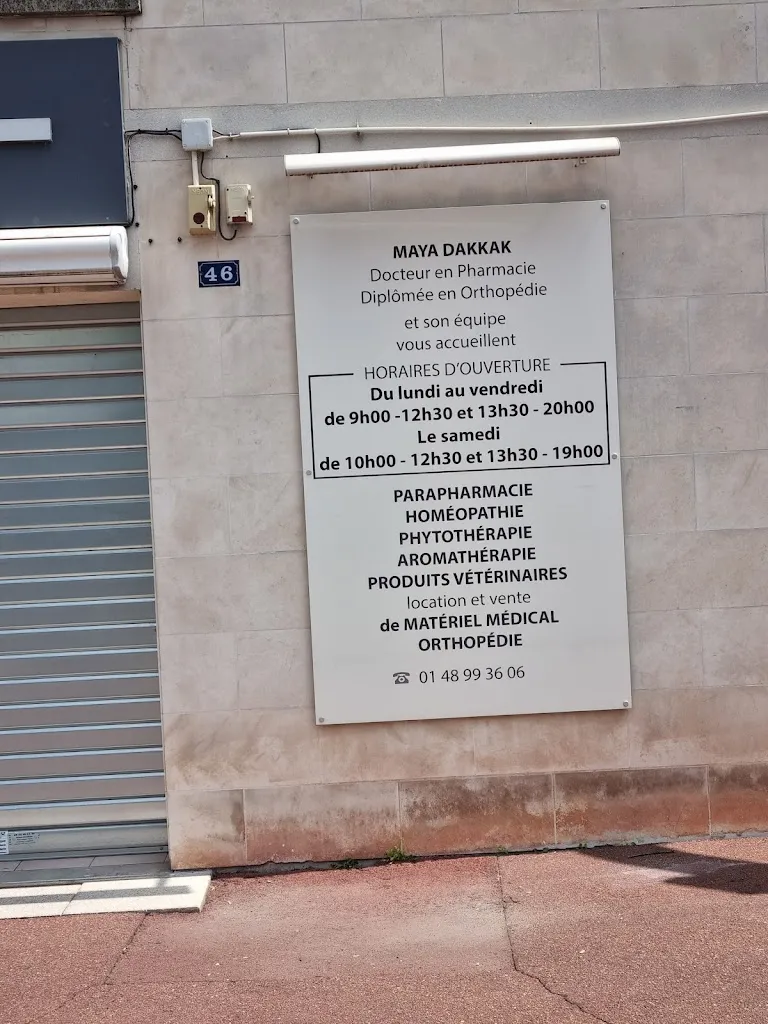 46
MAYA DAKKAK
Docteur en Pharmacie
Diplômée en Orthopédie
et son équipe
vous accueillent
HORAIRES D'OUVERTURE
Du lundi au vendredi
de 9h00 -12h30 et 13h30 - 20h00
Le samedi
de 10h00 - 12h30 et 13h30 - 19h00
PARAPHARMACIE
HOMÉOPATHIE
PHYTOTHÉRAPIE
AROMATHÉRAPIE
PRODUITS VÉTÉRINAIRES
location et vente
de MATÉRIEL MÉDICAL
ORTHOPÉDIE
☎ 01 48 99 36 06